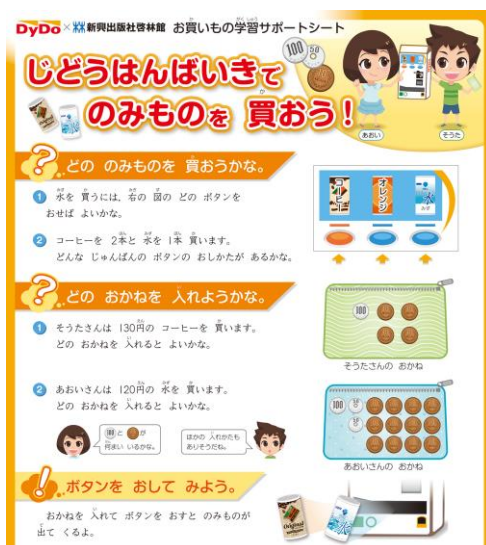 DyDo × 新興出版社啓林館 お買いもの学習サポートシート
じどうはんばいきで
のみものを 買おう!
100 50
あおい
そうた
? どの のみものを 買おうかな。
1 水を 買うには、右の 図の どの ボタンを
おせば よいかな。
2 コーヒーを 2本と 水を 1本 買います。
どんな じゅんばんの ボタンの おしかたが あるかな。
コーヒー
オレンジ
みず
? どの おかねを 入れようかな。
1 そうたさんは 130円の コーヒーを 買います。
どの おかねを 入れると よいかな。
100
そうたさんの おかね
2 あおいさんは 120円の 水を 買います。
どの おかねを 入れると よいかな。
100と が
何まい いるかな。
ほかの 入れかたも
ありそうだね。
100 50
50
あおいさんの おかね
! ボタンを おして みよう。
おかねを 入れて ボタンを おすと のみものが
出て くるよ。
Original
水